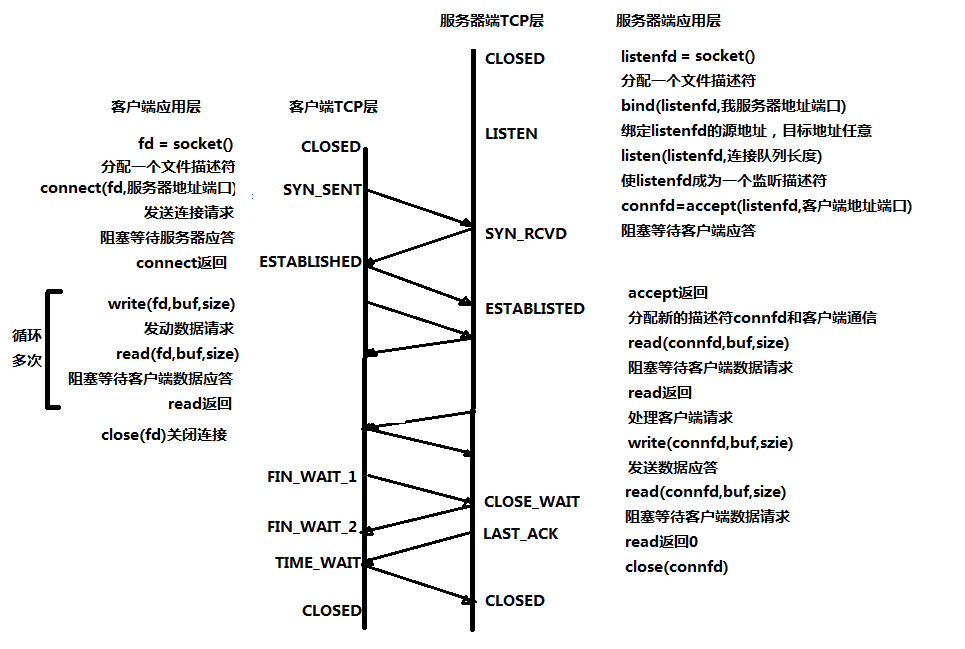 服务器端TCP层
服务器端应用层
客户端应用层
客户端TCP层
fd = socket()
分配一个文件描述符
connect(fd,服务器地址端口)
发送连接请求
阻塞等待服务器应答
connect返回
循环
多次
write(fd,buf,size)
发动数据请求
read(fd,buf,size)
阻塞等待客户端数据应答
read返回
close(fd)关闭连接
CLOSED
SYN_SENT
ESTABLISHED
FIN_WAIT_1
FIN_WAIT_2
TIME_WAIT
CLOSED
CLOSED
LISTEN
SYN_RCVD
ESTABLISTED
CLOSE_WAIT
LAST_ACK
CLOSED
listenfd = socket()
分配一个文件描述符
bind(listenfd,我服务器地址端口)
绑定listenfd的源地址，目标地址任意
listen(listenfd,连接队列长度)
使listenfd成为一个监听描述符
connfd=accept(listenfd,客户端地址端口)
阻塞等待客户端应答
accept返回
分配新的描述符connfd和客户端通信
read(connfd,buf,size)
阻塞等待客户端数据请求
read返回
处理客户端请求
write(connfd,buf,szie)
发送数据应答
read(connfd,buf,size)
阻塞等待客户端数据请求
read返回0
close(connfd)